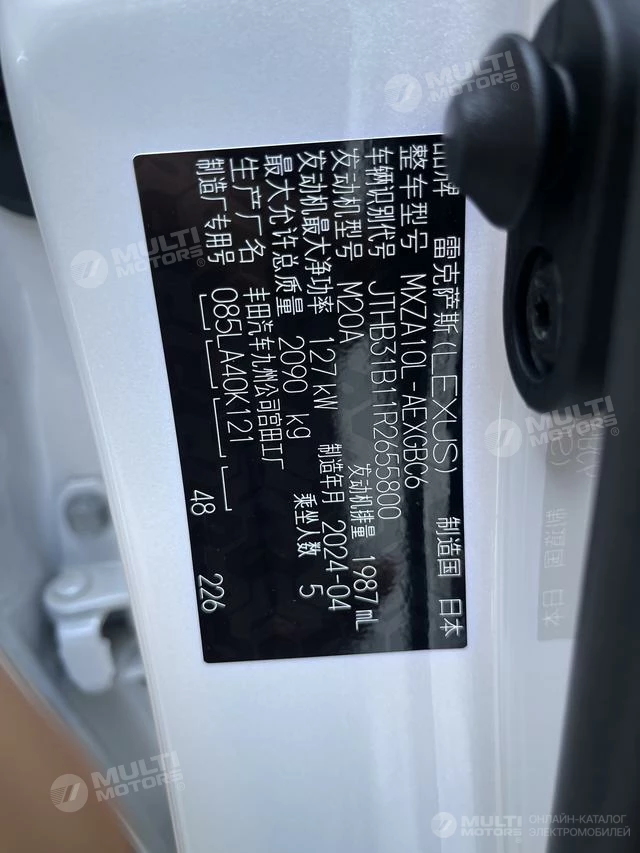 品牌 雷克萨斯(LEXUS) 制造国 日本
整车型号 MXZA10L-AEXGBC6
车辆识别代号 JTHB31B11R2655800
发动机型号 M20A 发动机排量 1987 mL
发动机最大净功率 127 kW 制造年月 2024-04
最大允许总质量 2090 kg 乘坐人数 5
生产厂名 丰田汽车九州公司宫田工厂
制造厂专用号 085LA40K121 48 226
MULTI MOTORS®
MULTI MOTORS®
MULTI MOTORS®
MULTI MOTORS®
MULTI MOTORS®
MULTI MOTORS®
MULTI MOTORS® ОНЛАЙН-КАТАЛОГ ЭЛЕКТРОМОБИЛЕЙ